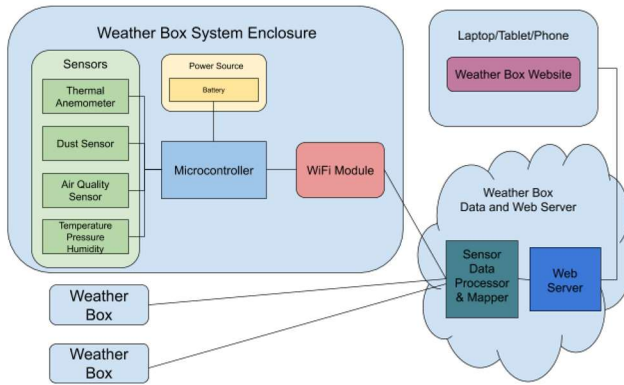 Weather Box System Enclosure
Sensors
Thermal
Anemometer
Dust Sensor
Air Quality
Sensor
Temperature
Pressure
Humidity
Power Source
Battery
Microcontroller
WiFi Module
Laptop/Tablet/Phone
Weather Box Website
Weather Box
Data and Web Server
Sensor
Data
Processor
& Mapper
Web
Server
Weather
Box
Weather
Box